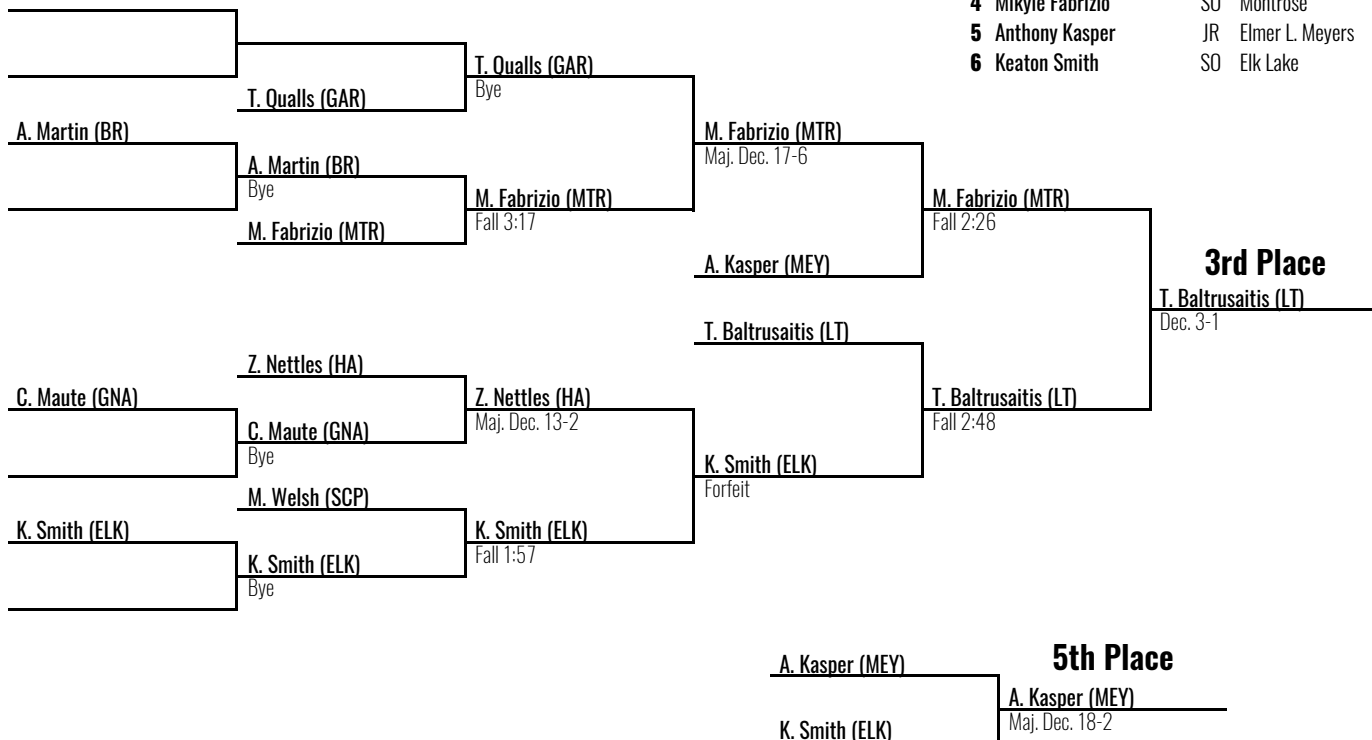 4 Mikyle Fabrizio SO Montrose
5 Anthony Kasper JR Elmer L. Meyers
6 Keaton Smith SO Elk Lake
T. Qualls (GAR)
Bye
T. Qualls (GAR)
A. Martin (BR)
M. Fabrizio (MTR)
Maj. Dec. 17-6
A. Martin (BR)
Bye
M. Fabrizio (MTR)
Fall 3:17
M. Fabrizio (MTR)
Fall 2:26
M. Fabrizio (MTR)
A. Kasper (MEY)
3rd Place
T. Baltrusaitis (LT)
Dec. 3-1
T. Baltrusaitis (LT)
Z. Nettles (HA)
C. Maute (GNA)
Z. Nettles (HA)
Maj. Dec. 13-2
T. Baltrusaitis (LT)
Fall 2:48
C. Maute (GNA)
Bye
K. Smith (ELK)
Forfeit
M. Welsh (SCP)
K. Smith (ELK)
K. Smith (ELK)
Fall 1:57
K. Smith (ELK)
Bye
5th Place
A. Kasper (MEY)
A. Kasper (MEY)
Maj. Dec. 18-2
K. Smith (ELK)